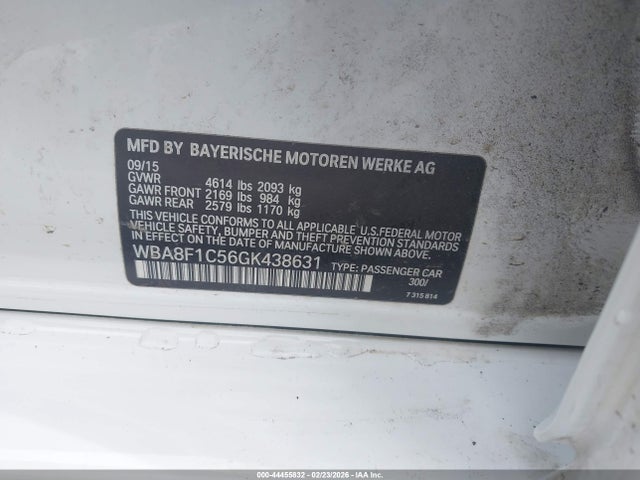 MFD BY BAYERISCHE MOTOREN WERKE AG
09/15
GVWR 4614 lbs 2093 kg
GAWR FRONT 2169 lbs 984 kg
GAWR REAR 2579 lbs 1170 kg
THIS VEHICLE CONFORMS TO ALL APPLICABLE U.S.FEDERAL MOTOR
VEHICLE SAFETY, BUMPER AND THEFT PREVENTION STANDARDS IN
EFFECT ON THE DATE OF MANUFACTURE SHOWN ABOVE.
WBA8F1C56GK438631 TYPE: PASSENGER CAR
300/
7 315 814
000-44455832 - 02/23/2026 - IAA Inc.